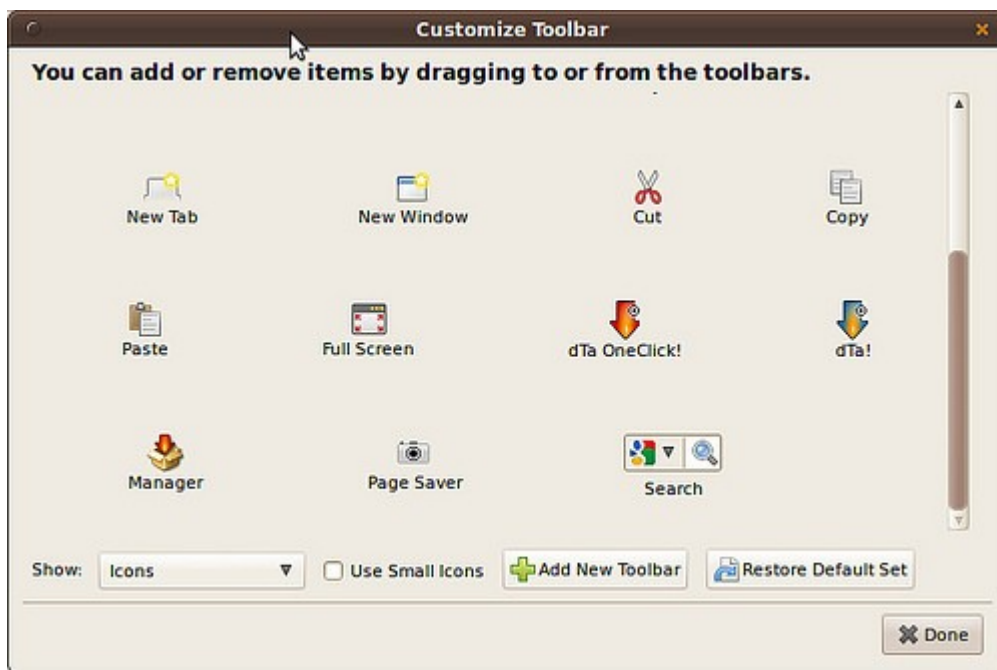 Customize Toolbar
You can add or remove items by dragging to or from the toolbars.
New Tab
New Window
Cut
Copy
Paste
Full Screen
dTa OneClick!
dTa!
Manager
Page Saver
Search
Show:
Icons
Use Small Icons
Add New Toolbar
Restore Default Set
Done